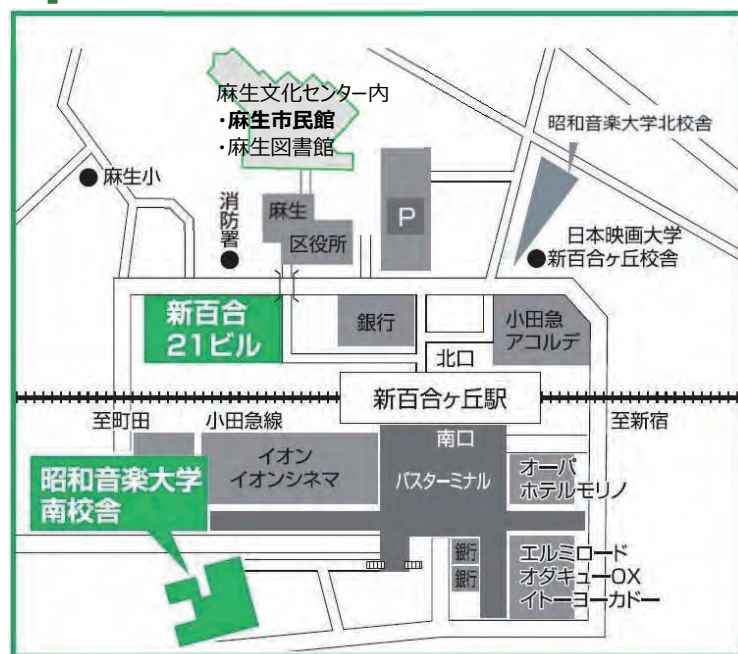 麻生文化センター内
・麻生市民館
・麻生図書館
昭和音楽大学北校舎
麻生小
消防署
麻生
区役所
P
日本映画大学
新百合ヶ丘校舎
新百合
21ビル
銀行
小田急
アコルデ
北口
新百合ヶ丘駅
至町田
小田急線
至新宿
南口
イオン
イオンシネマ
バスターミナル
オーパ
ホテルモリノ
昭和音楽大学
南校舎
銀行
銀行
エルミロード
オダキューOX
イトーヨーカドー